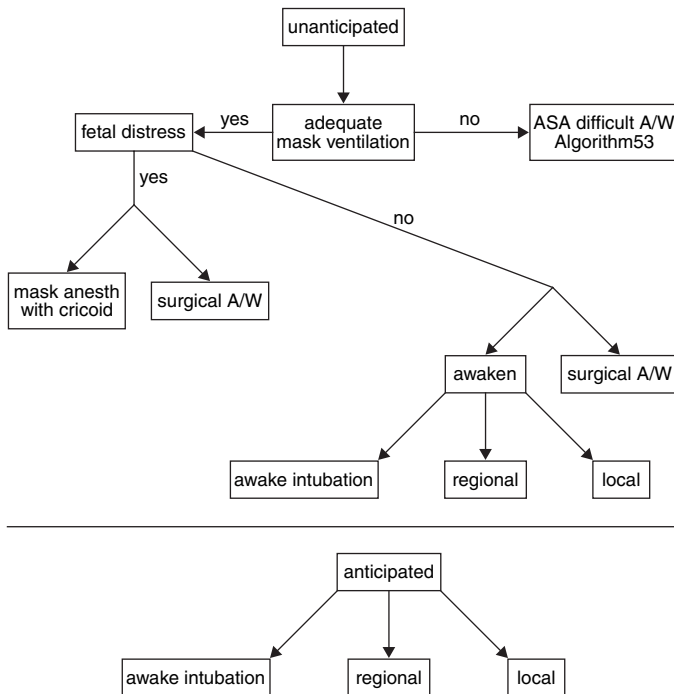 unanticipated
fetal distress
yes
adequate
mask ventilation
no
ASA difficult A/W
Algorithm53
yes
no
mask anesth
with cricoid
surgical A/W
awaken
surgical A/W
awake intubation
regional
local
anticipated
awake intubation
regional
local